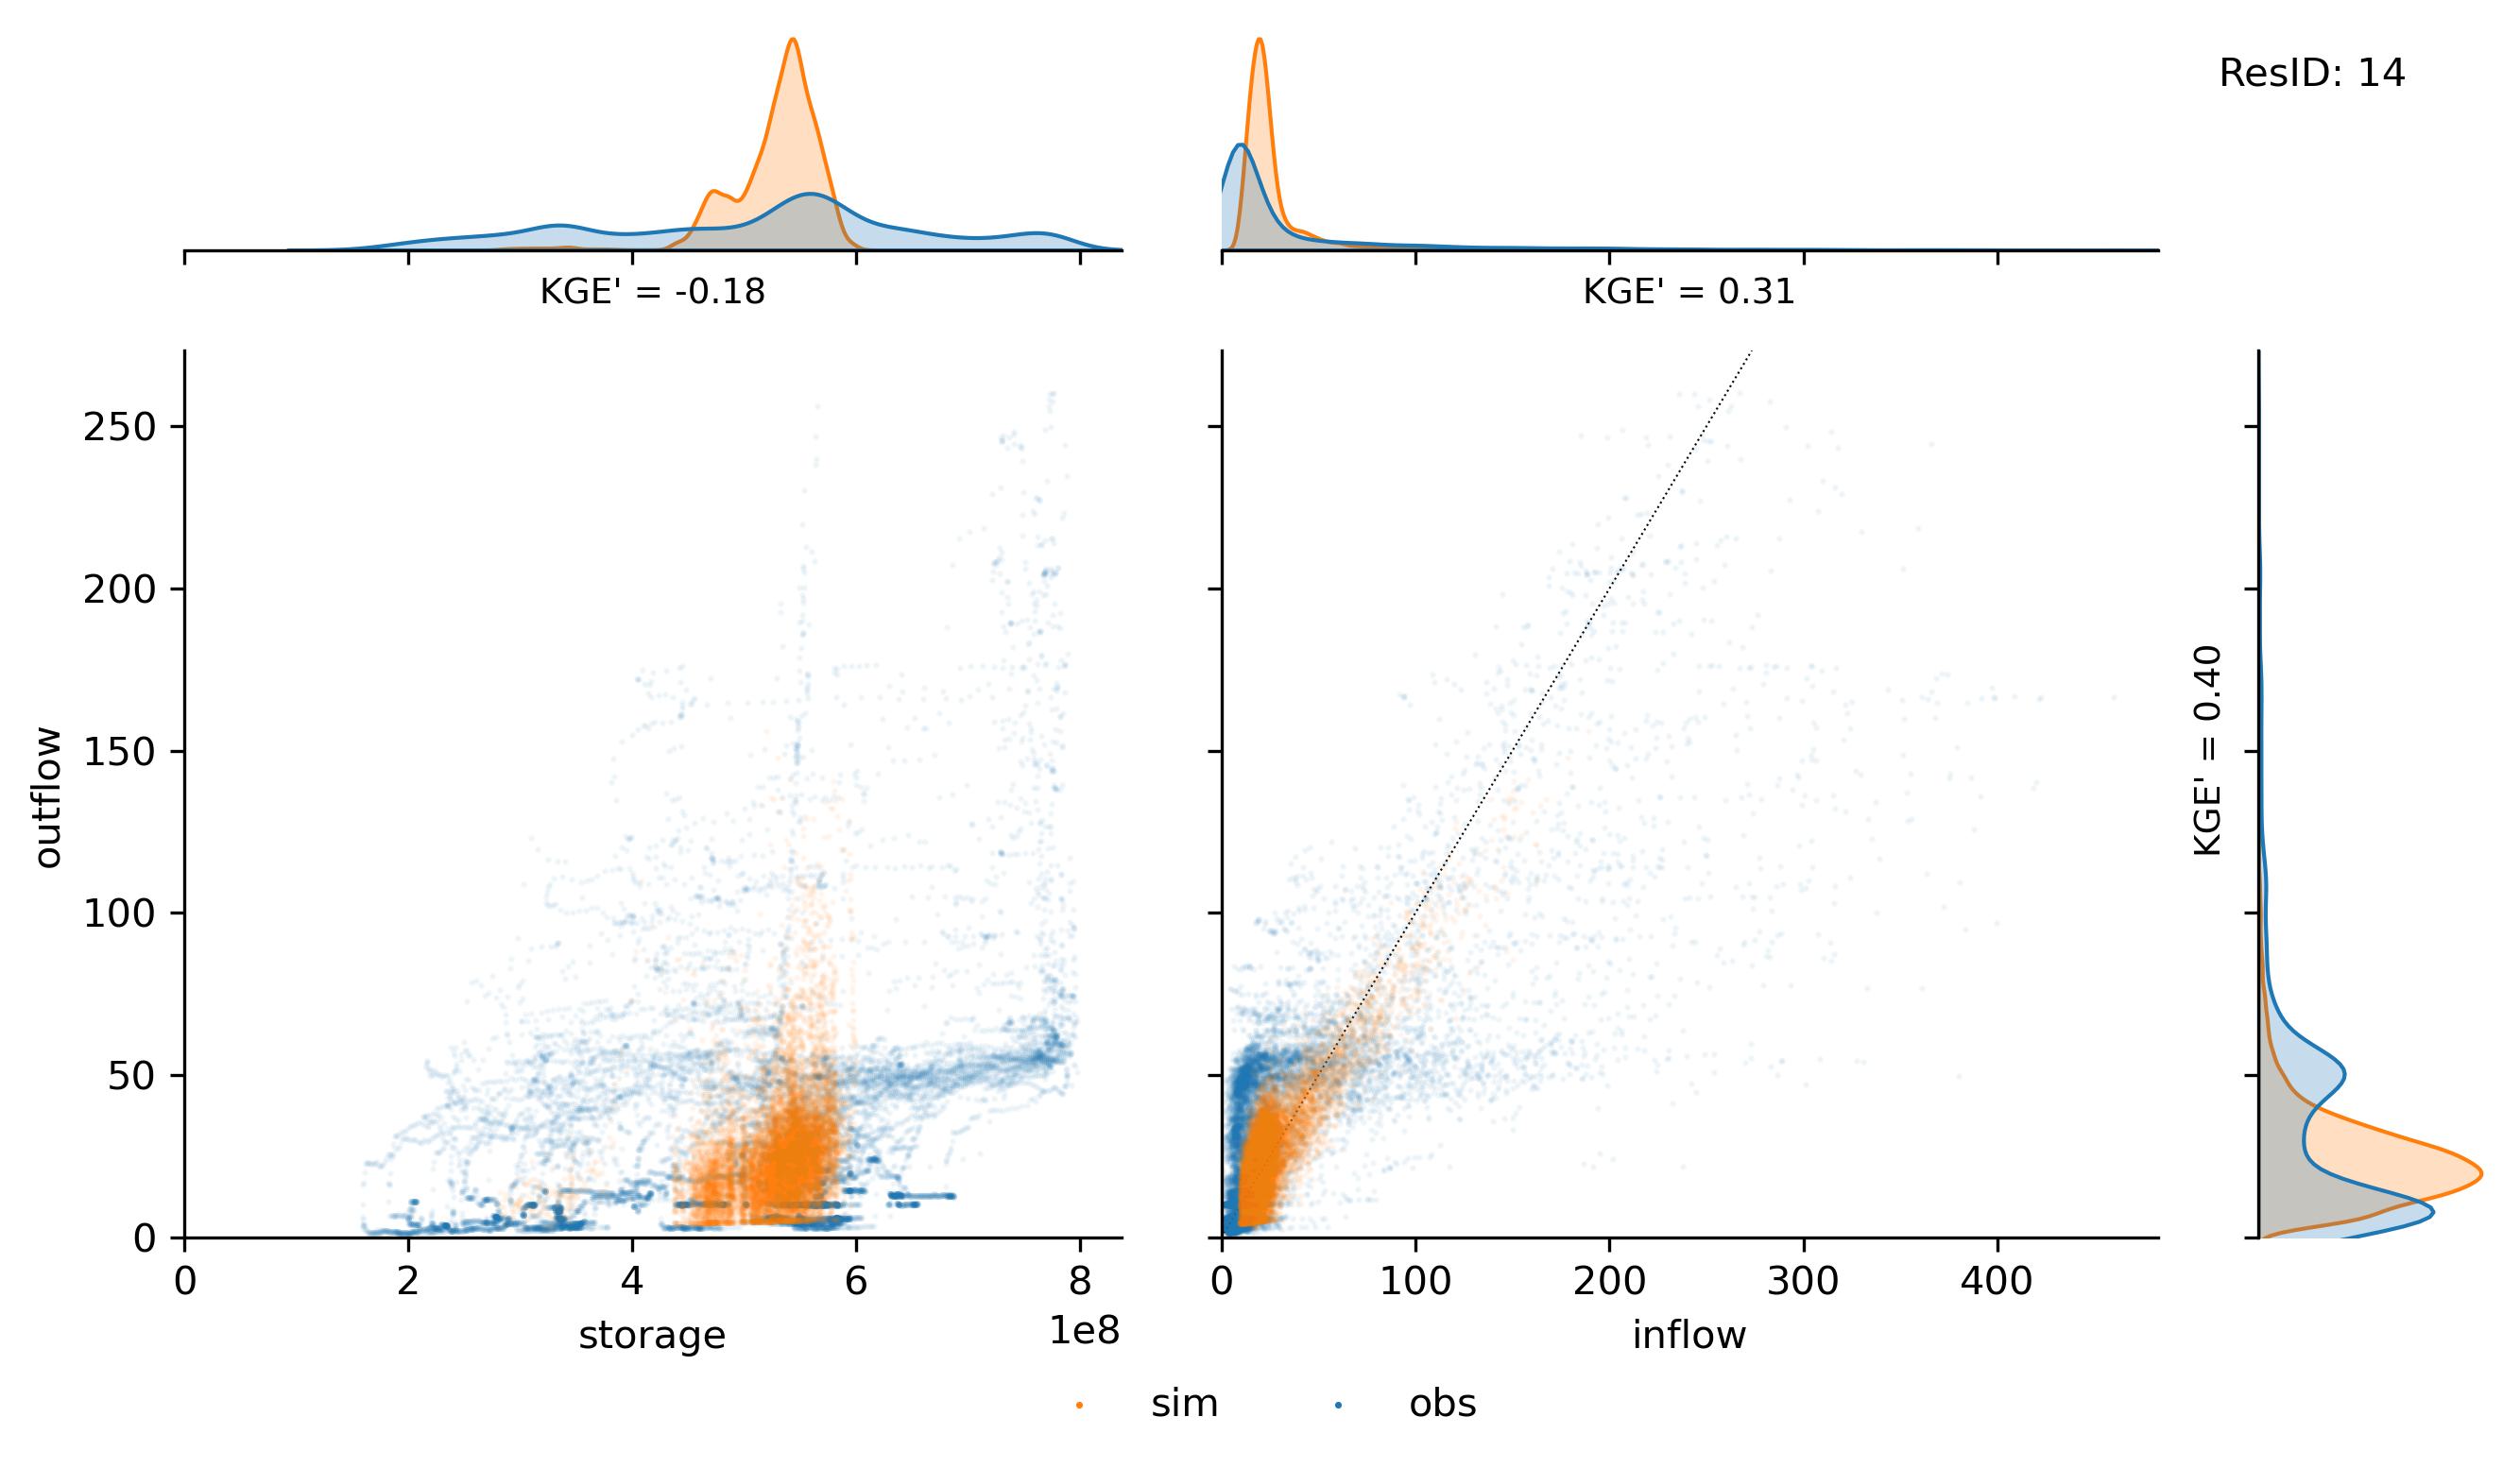 ResID: 14
KGE' = -0.18
KGE' = 0.31
250
200
150
100
50
0
outflow
KGE' = 0.40
0
2
4
6
8
1e8
storage
0
100
200
300
400
inflow
sim
obs